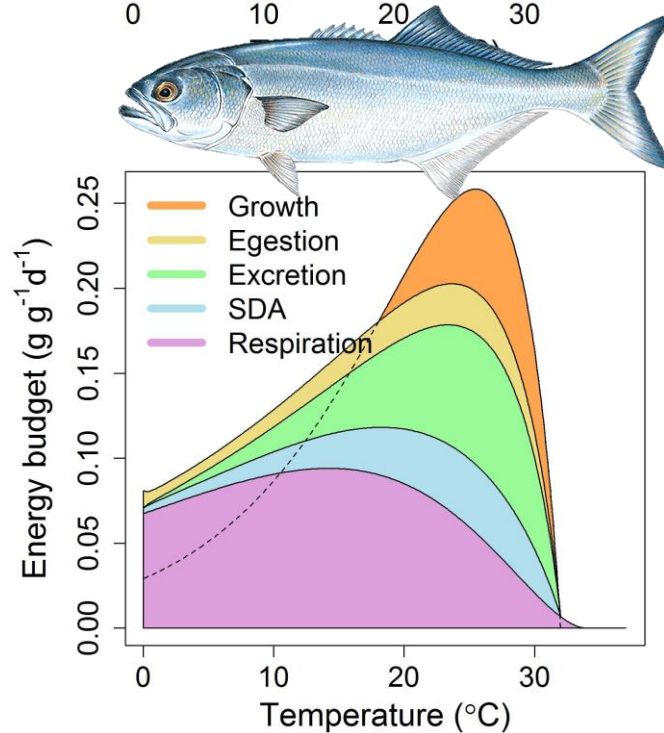 0 10 20 30
Growth
Egestion
Excretion
SDA
Respiration
0.25
0.20
0.15
0.10
0.05
0.00
Energy budget (g g⁻¹d⁻¹)
0 10 20 30
Temperature (°C)